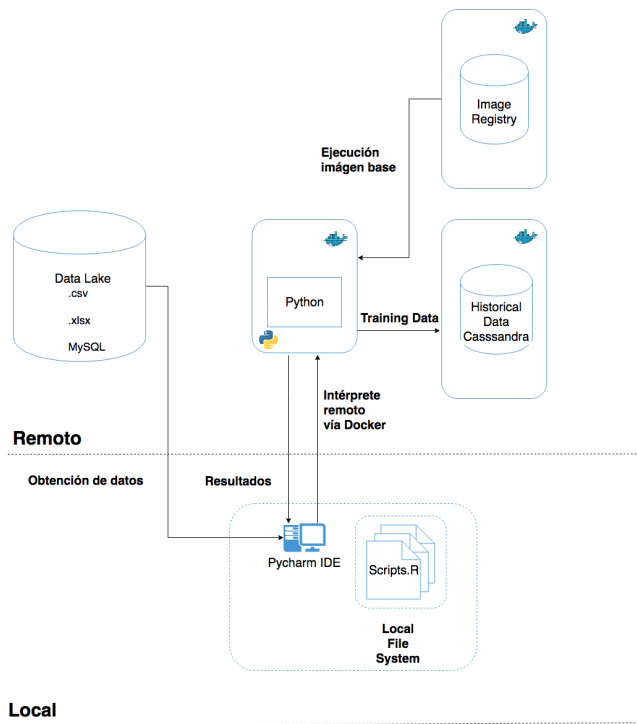 Image
Registry
Ejecución
imágen base
Data Lake
.csv
.xlsx
MySQL
Python
Training Data
Historical
Data
Casssandra
Intérprete
remoto
vía Docker
Remoto
Obtención de datos
Resultados
Pycharm IDE
Scripts.R
Local
File
System
Local